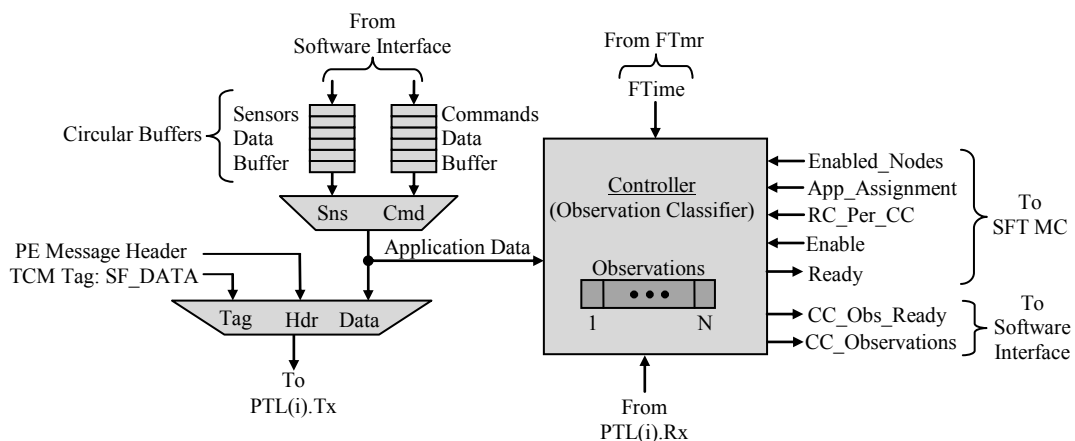 From
Software Interface
Circular Buffers
Sensors
Data
Buffer
Commands
Data
Buffer
Sns Cmd
Application Data
PE Message Header
TCM Tag: SF_DATA
Tag Hdr Data
To
PTL(i).Tx
From FTmr
FTime
Controller
(Observation Classifier)
Observations
1 N
From
PTL(i).Rx
Enabled_Nodes
App_Assignment
RC_Per_CC
Enable
Ready
To
SFT MC
CC_Obs_Ready
CC_Observations
To
Software
Interface